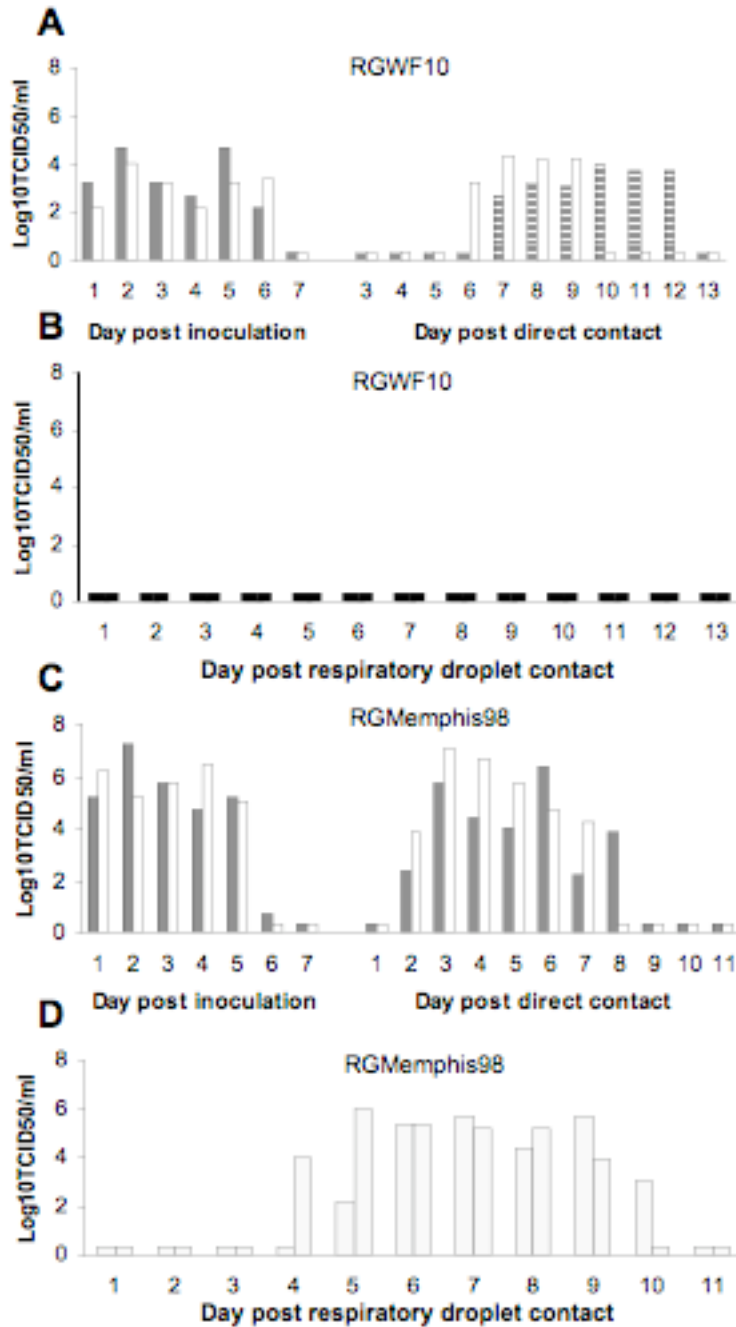 A
RGWF10
Log10TCID50/ml
8
6
4
2
0
1 2 3 4 5 6 7 3 4 5 6 7 8 9 10 11 12 13
Day post inoculation Day post direct contact
B
RGWF10
Log10TCID50/ml
8
6
4
2
0
1 2 3 4 5 6 7 8 9 10 11 12 13
Day post respiratory droplet contact
C
RGMemphis98
Log10TCID50/ml
8
6
4
2
0
1 2 3 4 5 6 7 1 2 3 4 5 6 7 8 9 10 11
Day post inoculation Day post direct contact
D
RGMemphis98
Log10TCID50/ml
8
6
4
2
0
1 2 3 4 5 6 7 8 9 10 11
Day post respiratory droplet contact